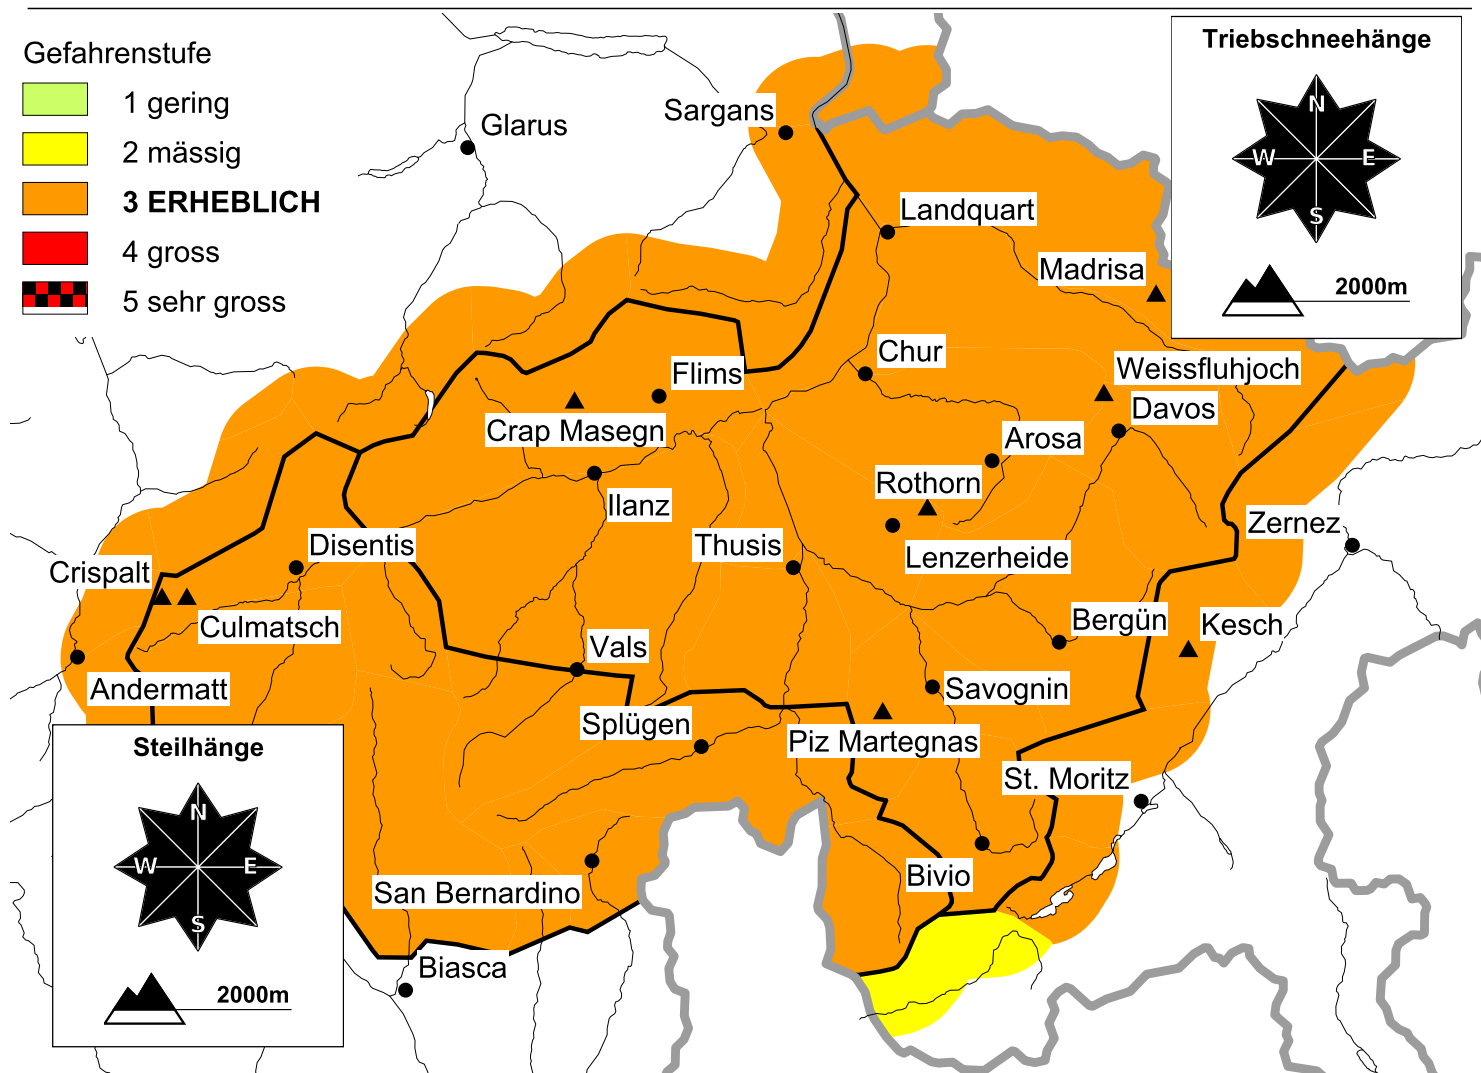 Gefahrenstufe
1 gering
2 mässig
3 ERHEBLICH
4 gross
5 sehr gross
Triebschneehänge
N
W E
S
2000m
Glarus
Sargans
Landquart
Madrisa
Chur
Weissfluhjoch
Flims
Davos
Crap Masegn
Arosa
Rothorn
Ilanz
Zernez
Disentis
Thusis
Lenzerheide
Crispalt
Culmatsch
Bergün
Kesch
Vals
Andermatt
Savognin
Splügen
Piz Martegnas
St. Moritz
Steilhänge
N
W E
S
2000m
Bivio
San Bernardino
Biasca